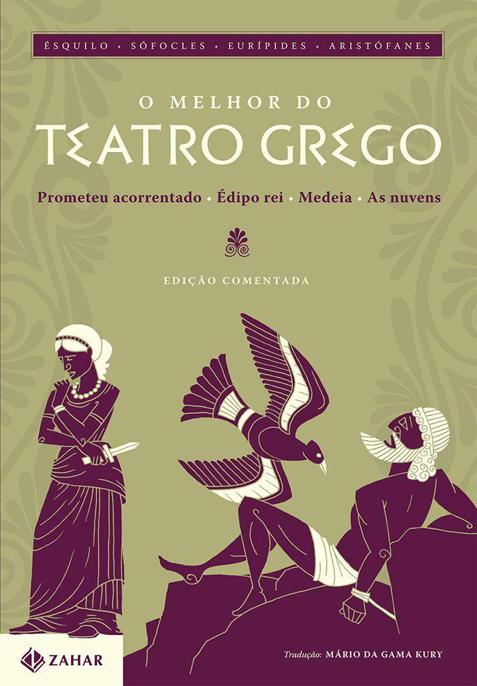 ÉSQUILO • SÓFOCLES • EURÍPIDES • ARISTÓFANES
O MELHOR DO
TEATRO GREGO
Prometeu acorrentado • Édipo rei • Medeia • As nuvens
EDIÇÃO COMENTADA
Tradução: MÁRIO DA GAMA KURY
ZAHAR